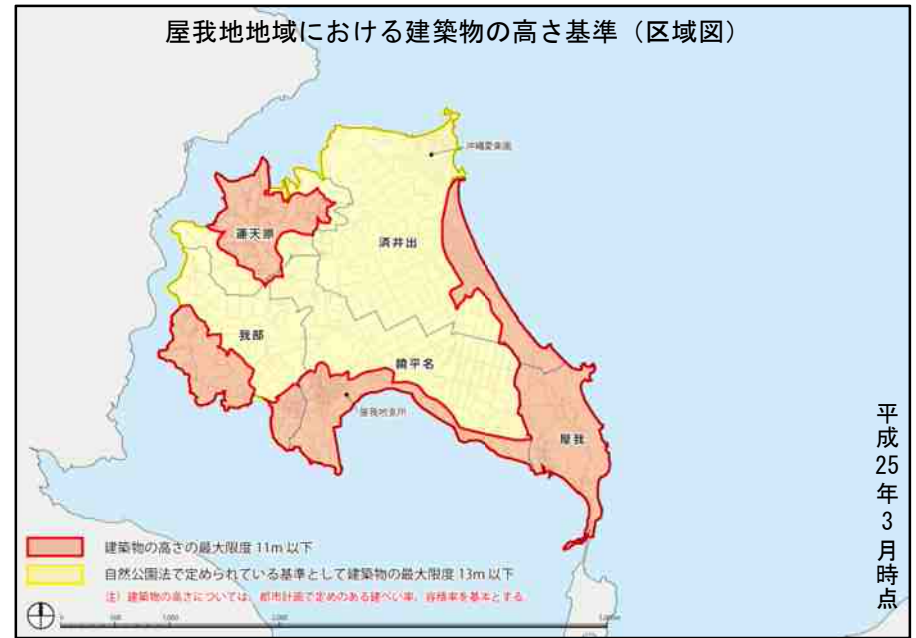 屋我地地域における建築物の高さ基準（区域図）
沖縄愛楽園
運天原
済井出
我部
饒平名
屋我地支所
屋我
平成25年3月時点
建築物の高さの最大限度 11m 以下
自然公園法で定められている基準として建築物の最大限度 13m 以下
注）建築物の高さについては、都市計画で定めのある建ぺい率、容積率を基本とする。
0 500 1,000 2,000